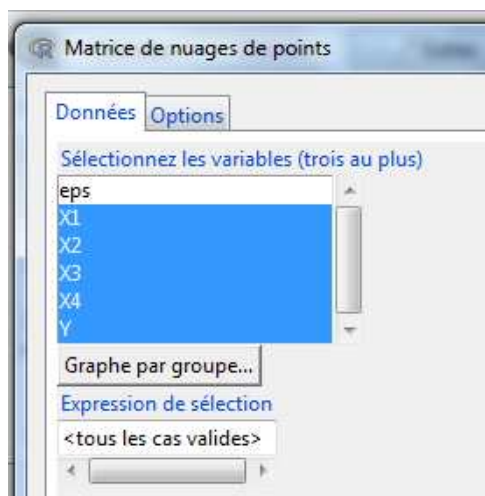 Matrice de nuages de points
Données Options
Sélectionnez les variables (trois au plus)
eps
X1
X2
X3
X4
Y
Graphe par groupe...
Expression de sélection
<tous les cas valides>